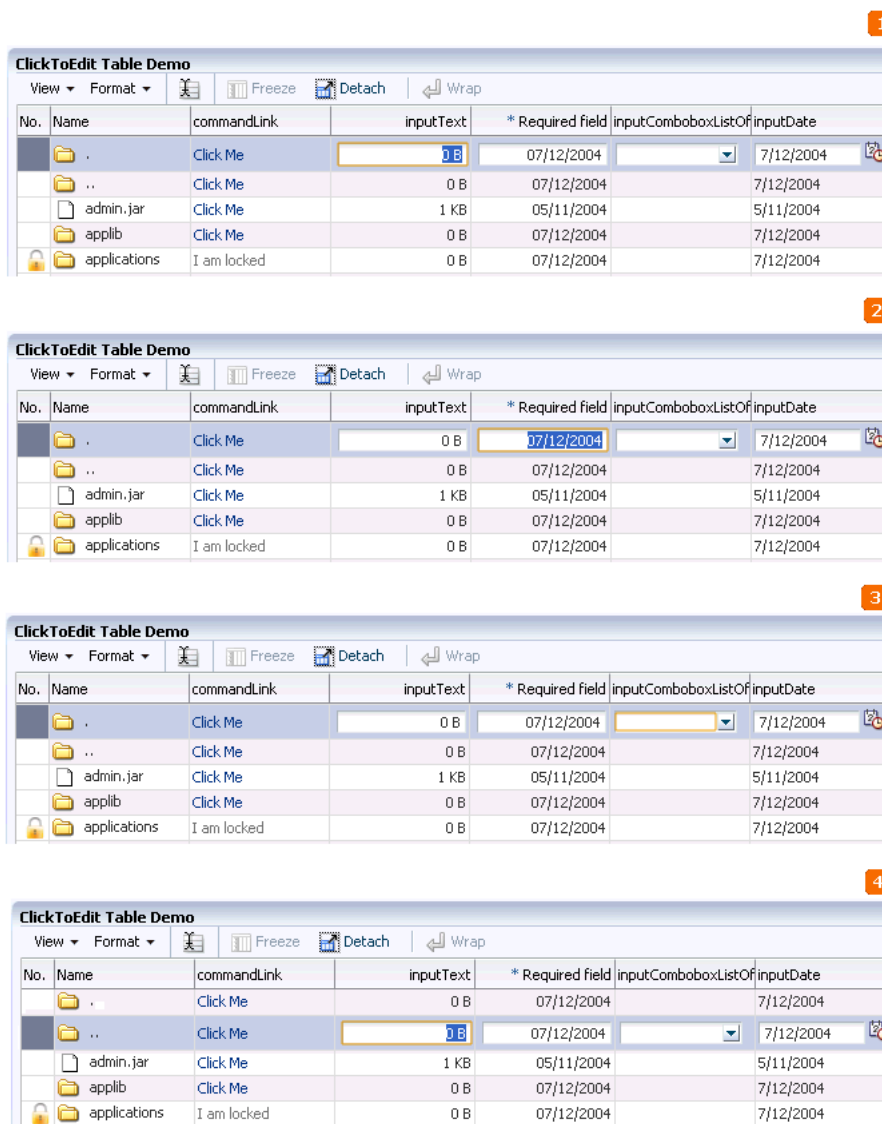 1
ClickToEdit Table Demo
View Format Freeze Detach Wrap
No. Name commandLink inputText * Required field inputComboboxListOf inputDate
. Click Me 0 B 07/12/2004 7/12/2004
.. Click Me 0 B 07/12/2004 7/12/2004
admin.jar Click Me 1 KB 05/11/2004 5/11/2004
applib Click Me 0 B 07/12/2004 7/12/2004
applications I am locked 0 B 07/12/2004 7/12/2004
2
ClickToEdit Table Demo
View Format Freeze Detach Wrap
No. Name commandLink inputText * Required field inputComboboxListOf inputDate
. Click Me 0 B 07/12/2004 7/12/2004
.. Click Me 0 B 07/12/2004 7/12/2004
admin.jar Click Me 1 KB 05/11/2004 5/11/2004
applib Click Me 0 B 07/12/2004 7/12/2004
applications I am locked 0 B 07/12/2004 7/12/2004
3
ClickToEdit Table Demo
View Format Freeze Detach Wrap
No. Name commandLink inputText * Required field inputComboboxListOf inputDate
. Click Me 0 B 07/12/2004 7/12/2004
.. Click Me 0 B 07/12/2004 7/12/2004
admin.jar Click Me 1 KB 05/11/2004 5/11/2004
applib Click Me 0 B 07/12/2004 7/12/2004
applications I am locked 0 B 07/12/2004 7/12/2004
4
ClickToEdit Table Demo
View Format Freeze Detach Wrap
No. Name commandLink inputText * Required field inputComboboxListOf inputDate
. Click Me 0 B 07/12/2004 7/12/2004
.. Click Me 0 B 07/12/2004 7/12/2004
admin.jar Click Me 1 KB 05/11/2004 5/11/2004
applib Click Me 0 B 07/12/2004 7/12/2004
applications I am locked 0 B 07/12/2004 7/12/2004